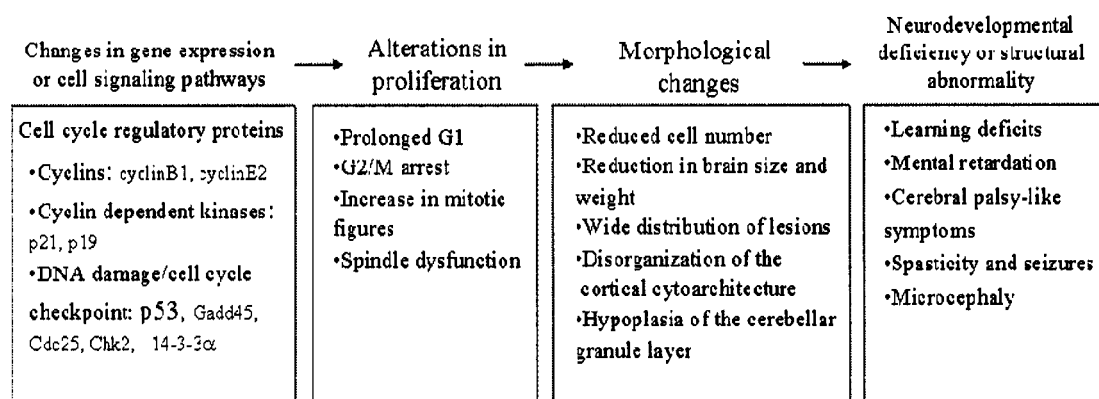 Changes in gene expression
or cell signaling pathways
Cell cycle regulatory proteins
•Cyclins: cyclinB1, cyclinE2
•Cyclin dependent kinases:
p21, p19
•DNA damage/cell cycle
checkpoint: p53, Gadd45,
Cdc25, Chk2, 14-3-3α
Alterations in
proliferation
•Prolonged G1
•G2/M arrest
•Increase in mitotic
figures
•Spindle dysfunction
Morphological
changes
•Reduced cell number
•Reduction in brain size and
weight
•Wide distribution of lesions
•Disorganization of the
cortical cytoarchitecture
•Hypoplasia of the cerebellar
granule layer
Neurodevelopmental
deficiency or structural
abnormality
•Learning deficits
•Mental retardation
•Cerebral palsy-like
symptoms
•Spasticity and seizures
•Microcephaly